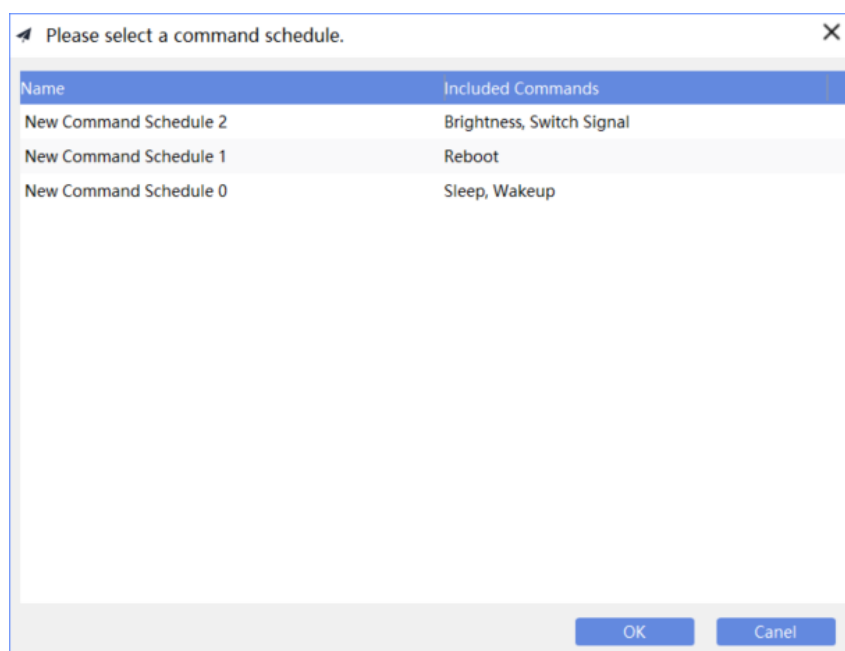 Please select a command schedule.
Name Included Commands
New Command Schedule 2 Brightness, Switch Signal
New Command Schedule 1 Reboot
New Command Schedule 0 Sleep, Wakeup
OK Canel